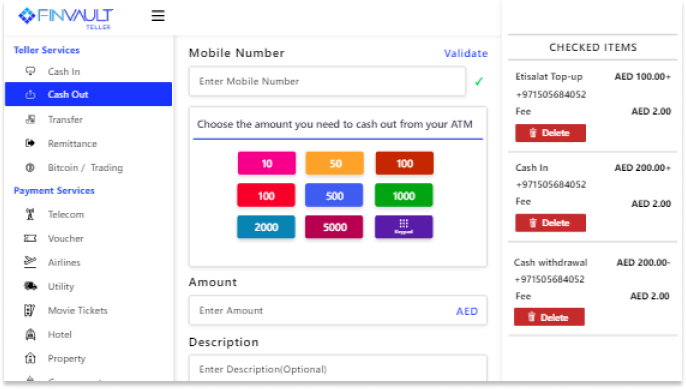 FINVAULT
TELLER
Teller Services
Cash In
Cash Out
Transfer
Remittance
Bitcoin / Trading
Payment Services
Telecom
Voucher
Airlines
Utility
Movie Tickets
Hotel
Property
Mobile Number Validate
Enter Mobile Number
Choose the amount you need to cash out from your ATM
10 50 100
100 500 1000
2000 5000 Keypad
Amount
Enter Amount AED
Description
Enter Description(Optional)
CHECKED ITEMS
Etisalat Top-up AED 100.00+
+971505684052
Fee AED 2.00
Delete
Cash In AED 200.00+
+971505684052
Fee AED 2.00
Delete
Cash withdrawal AED 200.00-
+971505684052
Fee AED 2.00
Delete